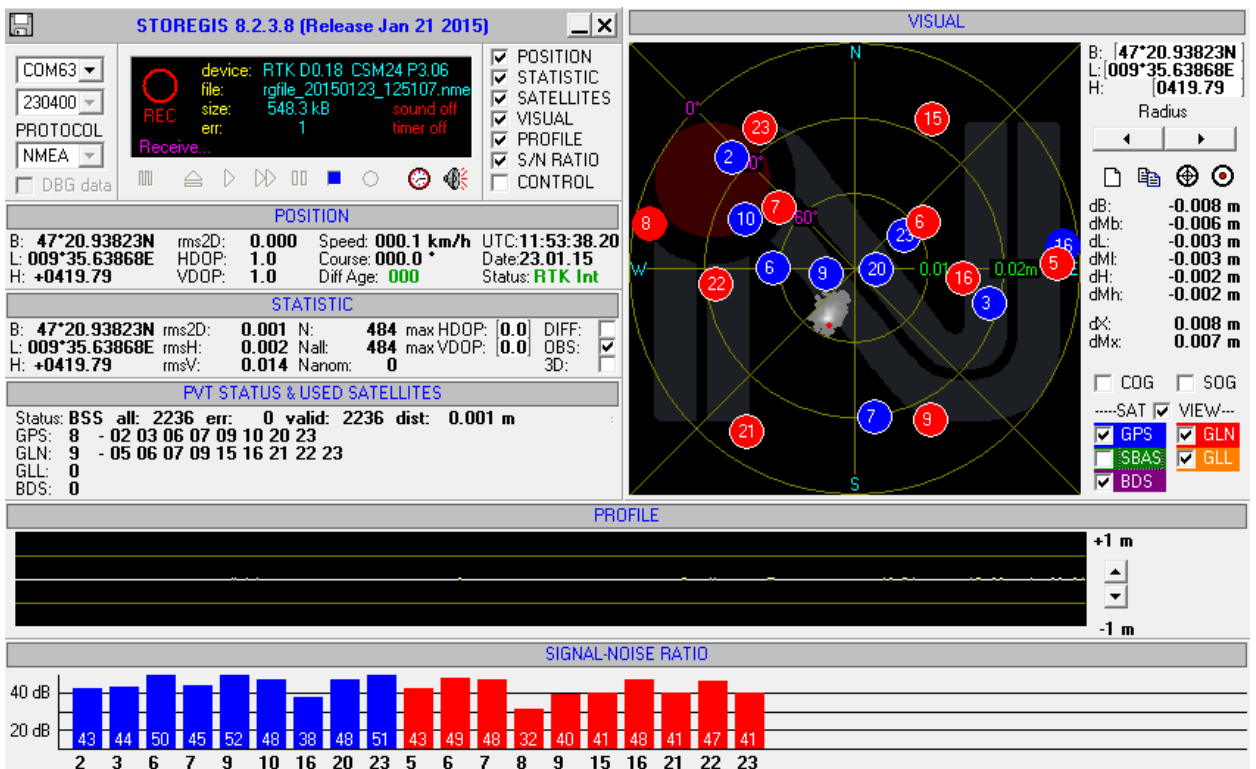 STOREGIS 8.2.3.8 (Release Jan 21 2015)
COM63
230400
PROTOCOL
NMEA
DBG data
REC
device: RTK D0.18 CSM24 P3.06
file: rgfile_20150123_125107.nme
size: 548.3 kB sound off
err: 1 timer off
Receive...
POSITION
STATISTIC
SATELLITES
VISUAL
PROFILE
S/N RATIO
CONTROL
POSITION
B: 47*20.93823N rms2D: 0.000 Speed: 000.1 km/h UTC:11:53:38.20
L: 009*35.63868E HDOP: 1.0 Course: 000.0 * Date:23.01.15
H: +0419.79 VDOP: 1.0 Diff Age: 000 Status: RTK Int
STATISTIC
B: 47*20.93823N rms2D: 0.001 N: 484 max HDOP: [0.0] DIFF:
L: 009*35.63868E rmsH: 0.002 Nall: 484 max VDOP: [0.0] OBS:
H: +0419.79 rmsV: 0.014 Nanom: 0 3D:
PVT STATUS & USED SATELLITES
Status: BSS all: 2236 err: 0 valid: 2236 dist: 0.001 m :
GPS: 8 - 02 03 06 07 09 10 20 23
GLN: 9 - 05 06 07 09 15 16 21 22 23
GLL: 0
BDS: 0
VISUAL
N
0°
23
15
2
0°
7
10
60°
6
8
23
16
W
6
9
20
0.01
16
0.02m
5
E
22
3
7
9
21
S
B: [47*20.93823N ]
L: [009*35.63868E ]
H: [0419.79 ]
Radius
dB: -0.008 m
dMb: -0.006 m
dL: -0.003 m
dMl: -0.003 m
dH: -0.002 m
dMh: -0.002 m
dX: 0.008 m
dMx: 0.007 m
COG SOG
----SAT VIEW---
GPS GLN
SBAS GLL
BDS
PROFILE
+1 m
-1 m
SIGNAL-NOISE RATIO
40 dB
20 dB
43 44 50 45 52 48 38 48 51 43 49 48 32 40 41 48 41 47 41
2 3 6 7 9 10 16 20 23 5 6 7 8 9 15 16 21 22 23